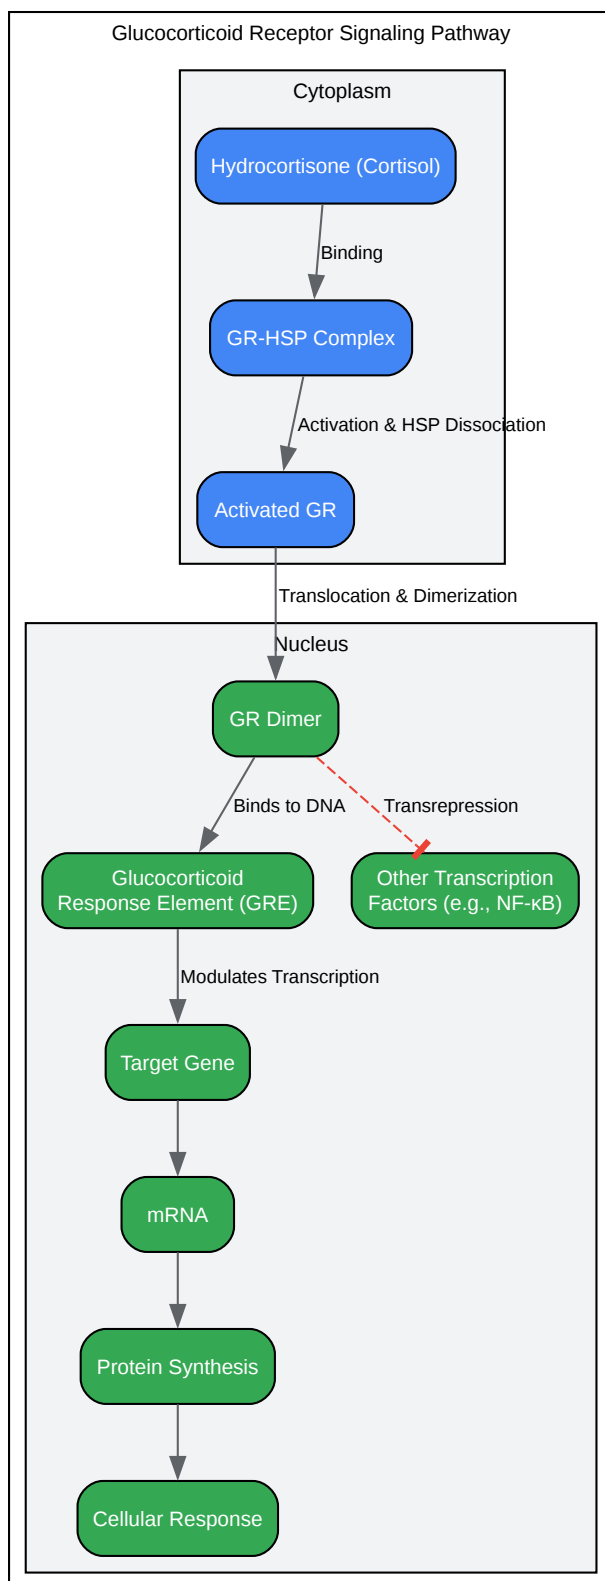 Glucocorticoid Receptor Signaling Pathway
Cytoplasm
Hydrocortisone (Cortisol)
Binding
GR-HSP Complex
Activation & HSP Dissociation
Activated GR
Translocation & Dimerization
Nucleus
GR Dimer
Binds to DNA
Transrepression
Glucocorticoid
Response Element (GRE)
Other Transcription
Factors (e.g., NF-κB)
Modulates Transcription
Target Gene
mRNA
Protein Synthesis
Cellular Response